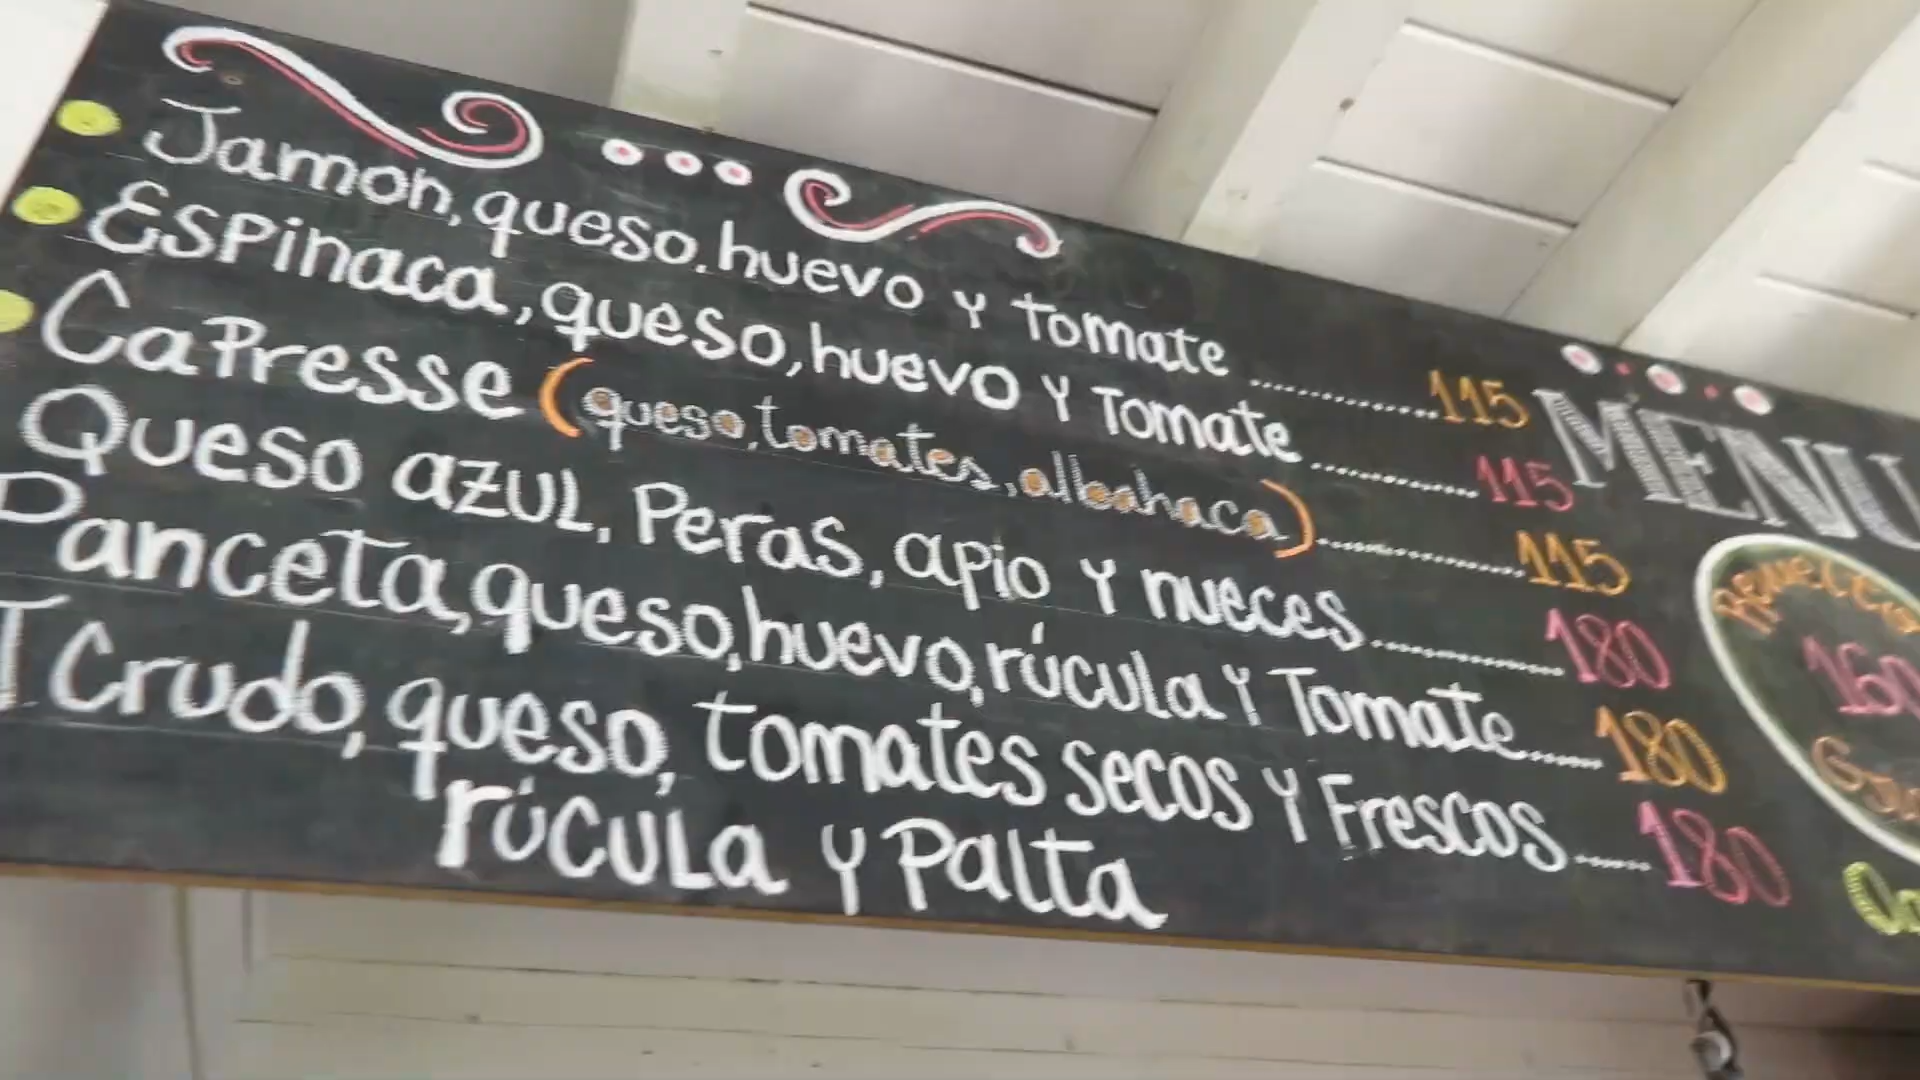 Jamon, queso, huevo y tomate ........ 115
Espinaca, queso, huevo y Tomate ........ 115
Capresse (queso, tomates, albahaca) ........ 115
Queso azul, Peras, apio y nueces ........ 180
Panceta, queso, huevo, rúcula y Tomate ...... 180
J. Crudo, queso, tomates secos y Frescos ...... 180
rúcula y Palta
MENU
160